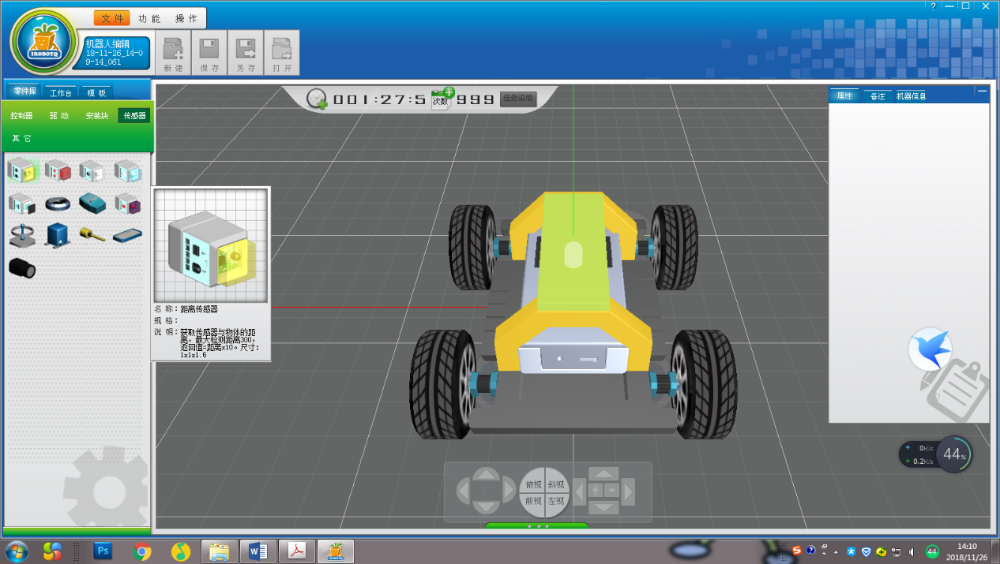 ?
文 件 功 能 操 作
IROBOTQ
机器人编辑
18-11-26_14-0
9-14_061
新 建 保 存 另 存 打 开
零件库 工作台 模 板
控制器 驱 动 安装块 传感器
其 它
001:27:5 次数 999 任务说明
属性 备注 机器信息
名 称: 距离传感器
规 格:
说 明: 获取传感器与物体的距
离，最大检测距离300，
返回值=距离x10。尺寸:
1x1x1.6
0K/s
0.2K/s
44%
俯视 斜视
前视 左视
Ps
W
44
14:10
2018/11/26